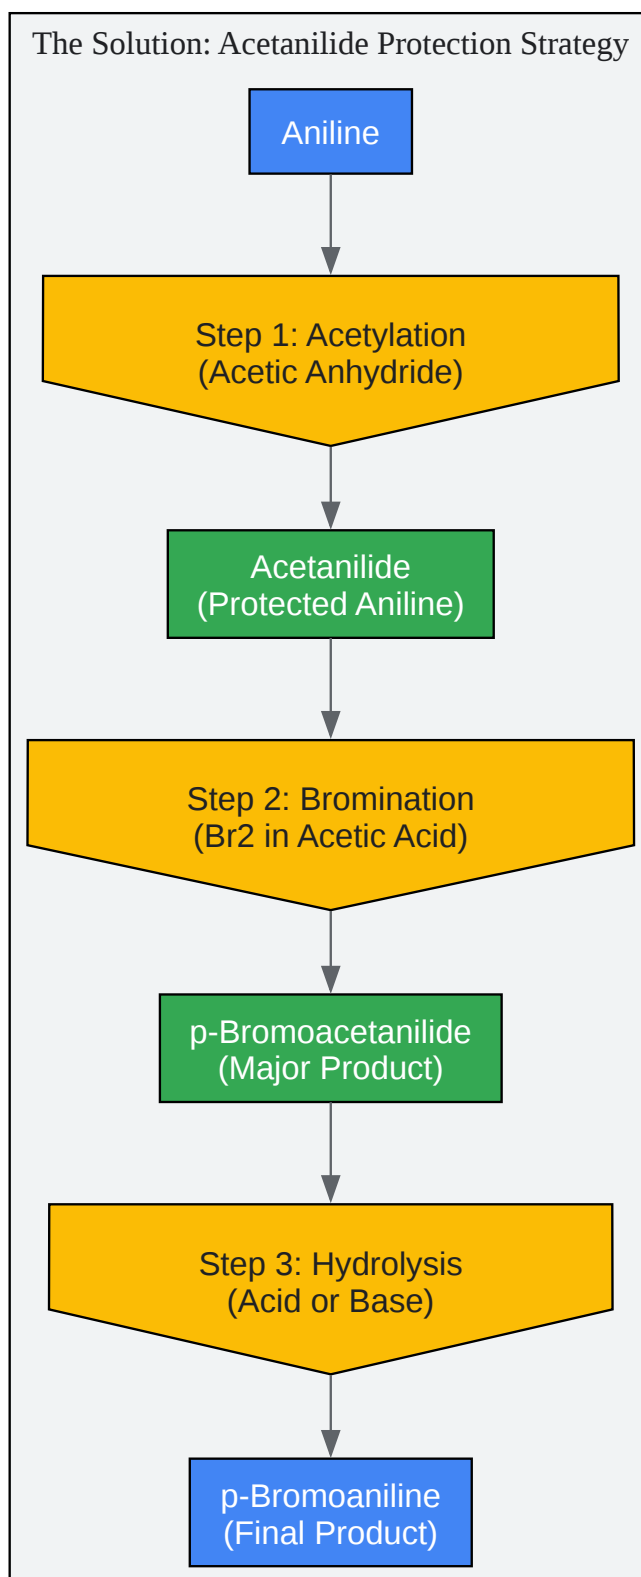 The Solution: Acetanilide Protection Strategy
Aniline
Step 1: Acetylation
(Acetic Anhydride)
Acetanilide
(Protected Aniline)
Step 2: Bromination
(Br2 in Acetic Acid)
p-Bromoacetanilide
(Major Product)
Step 3: Hydrolysis
(Acid or Base)
p-Bromoaniline
(Final Product)